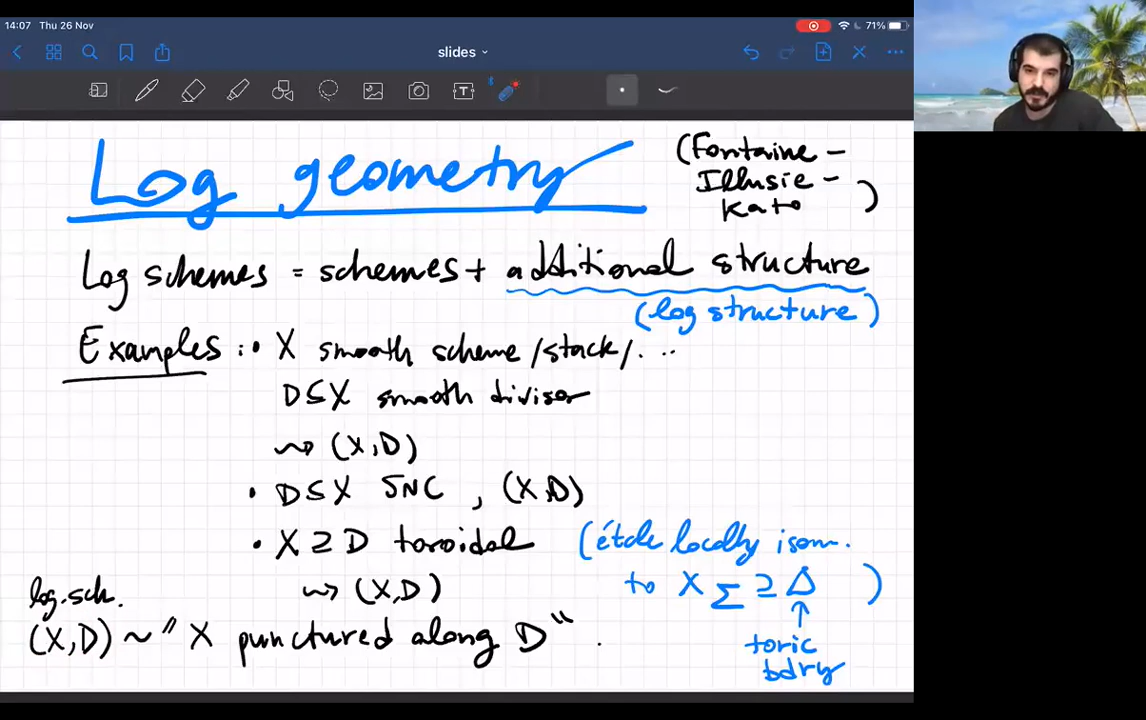 14:07 Thu 26 Nov
71%
slides
Log geometry
(Fontaine -
Illusie -
Kato )
Log schemes = schemes + additional structure
(log structure)
Examples : • X smooth scheme /stack/...
D ⊆ X smooth divisor
⇝ (X,D)
• D ⊆ X SNC , (X,D)
• X ⊇ D toroidal
(étale locally isom.
to X_Σ ⊇ Δ )
⇝ (X,D)
↑
toric
bdry
log.sch.
(X,D) ~ " X punctured along D " .